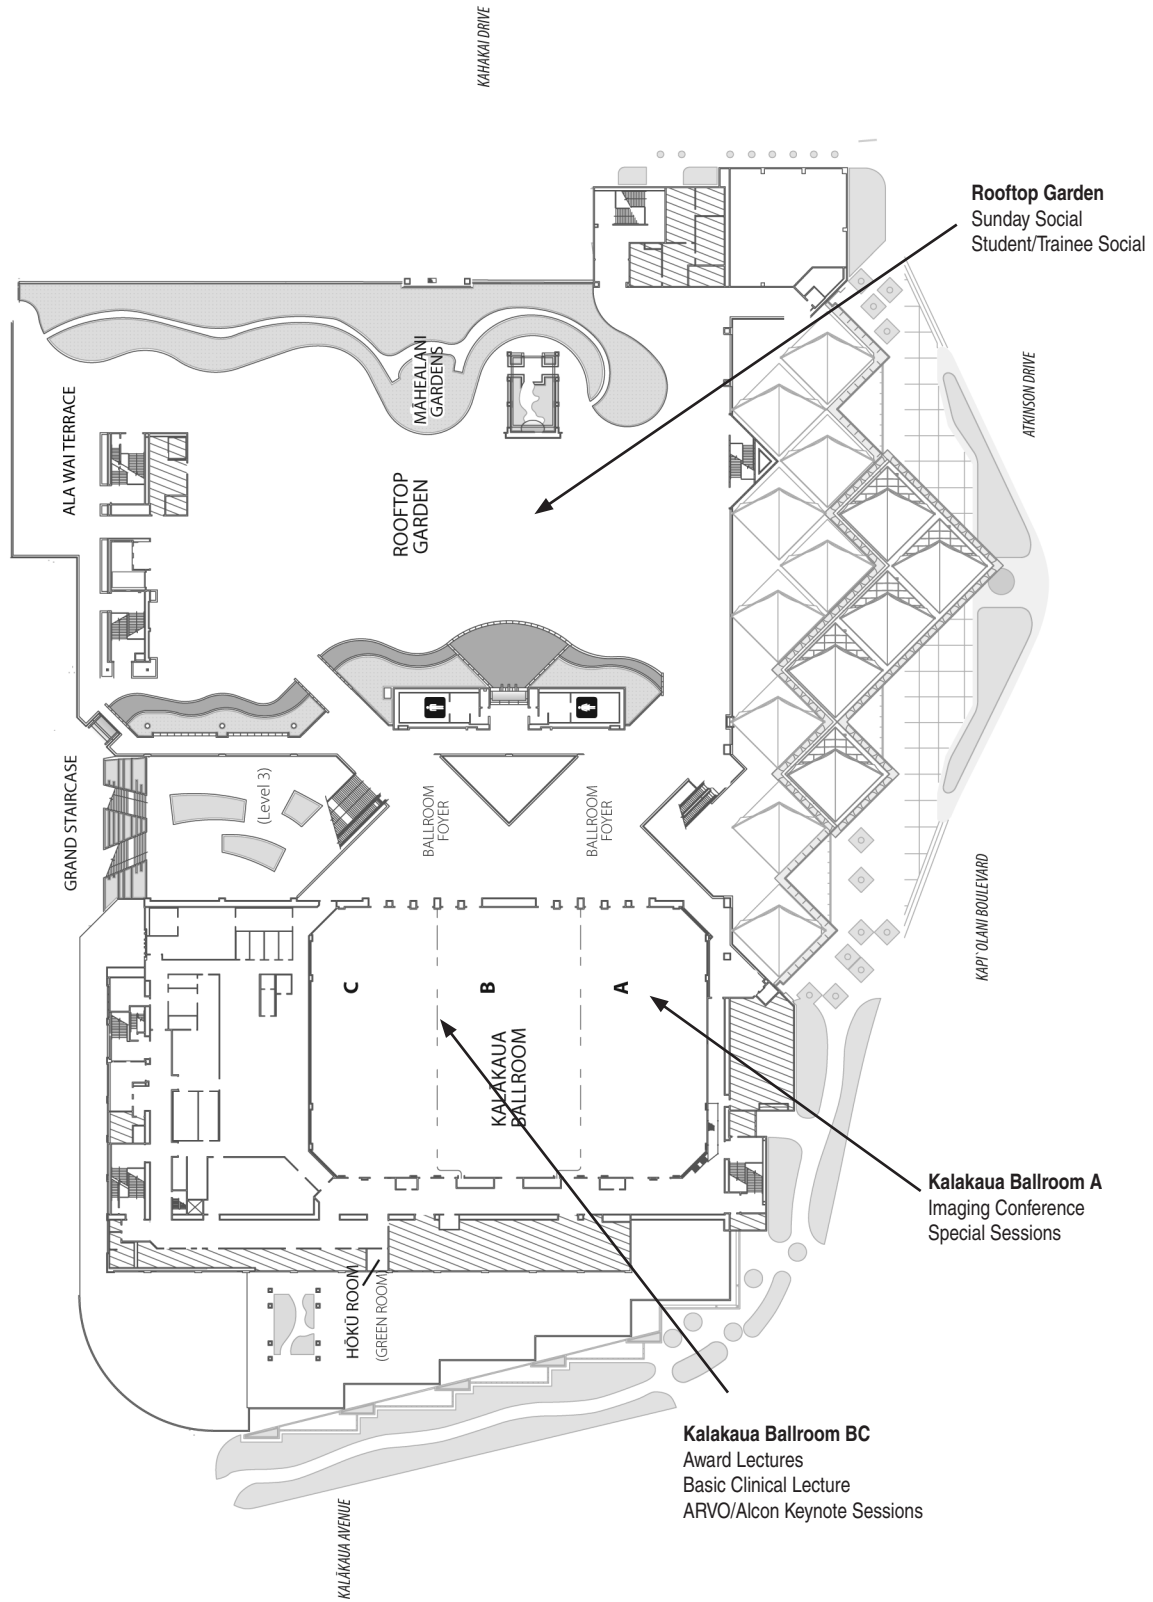 KAHAKAI DRIVE
Rooftop Garden
Sunday Social
Student/Trainee Social
MĀHEALANI
GARDENS
ALA WAI TERRACE
ATKINSON DRIVE
ROOFTOP
GARDEN
GRAND STAIRCASE
(Level 3)
BALLROOM
FOYER
BALLROOM
FOYER
KAPI`OLANI BOULEVARD
C
B
A
KALĀKAUA
BALLROOM
Kalakaua Ballroom A
Imaging Conference
Special Sessions
HŌKŪ ROOM
(GREEN ROOM)
Kalakaua Ballroom BC
Award Lectures
Basic Clinical Lecture
ARVO/Alcon Keynote Sessions
KALĀKAUA AVENUE